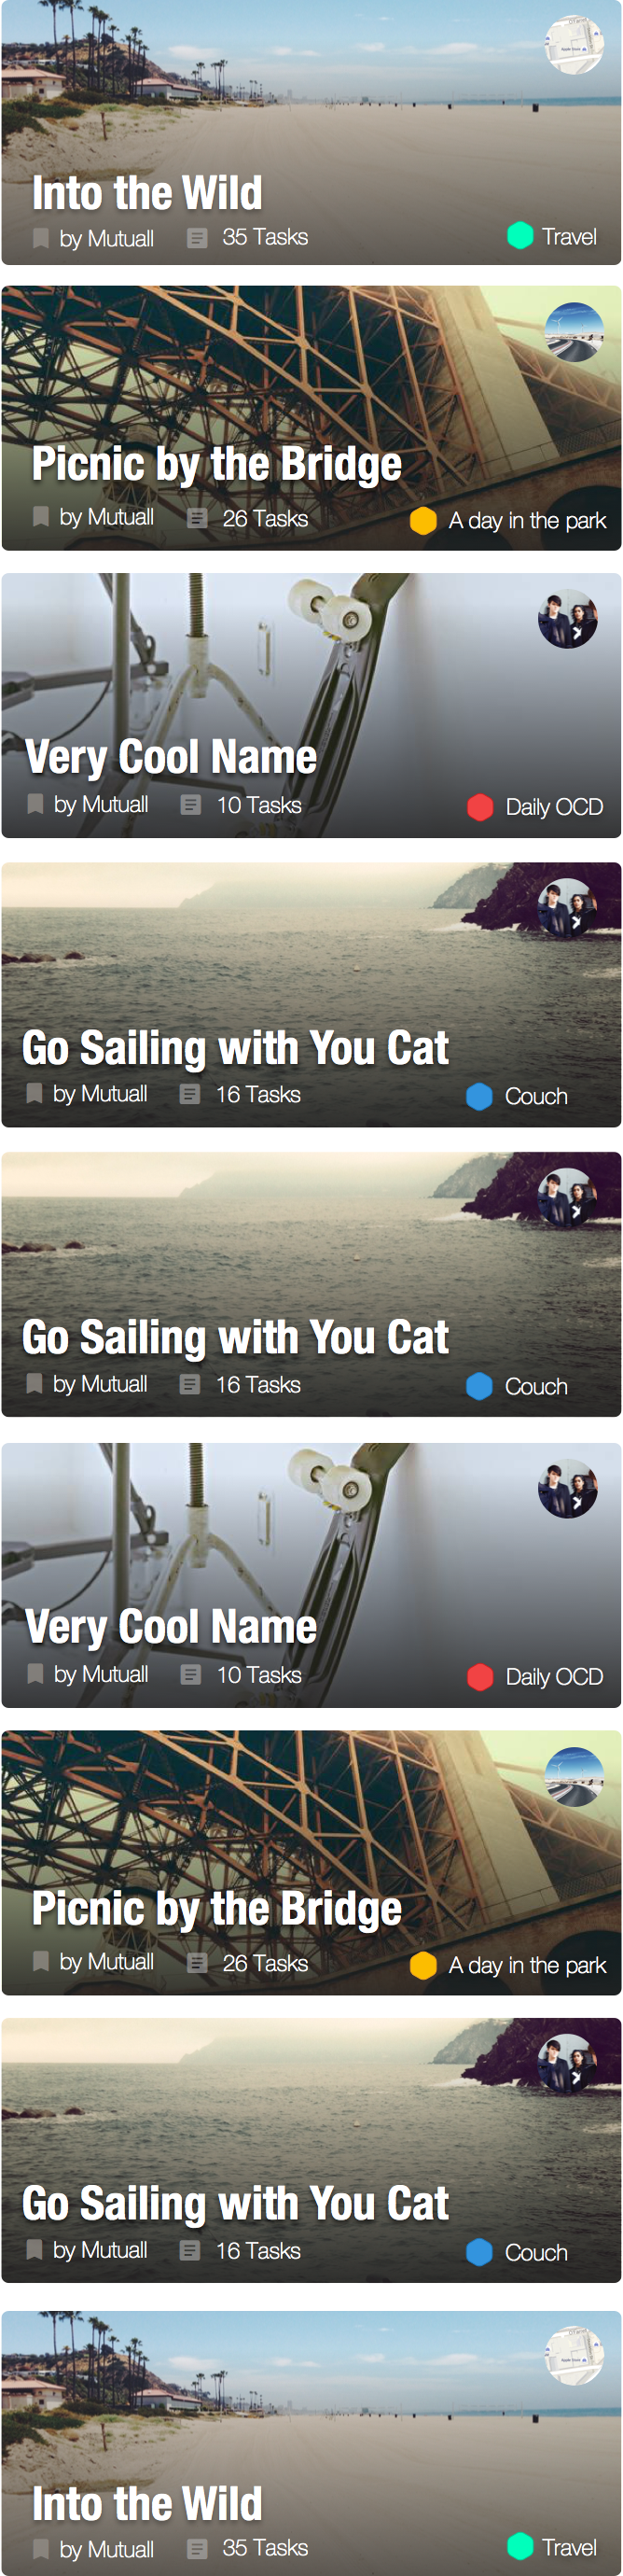 Into the Wild
by Mutuall 35 Tasks Travel
Picnic by the Bridge
by Mutuall 26 Tasks A day in the park
Very Cool Name
by Mutuall 10 Tasks Daily OCD
Go Sailing with You Cat
by Mutuall 16 Tasks Couch
Go Sailing with You Cat
by Mutuall 16 Tasks Couch
Very Cool Name
by Mutuall 10 Tasks Daily OCD
Picnic by the Bridge
by Mutuall 26 Tasks A day in the park
Go Sailing with You Cat
by Mutuall 16 Tasks Couch
Into the Wild
by Mutuall 35 Tasks Travel